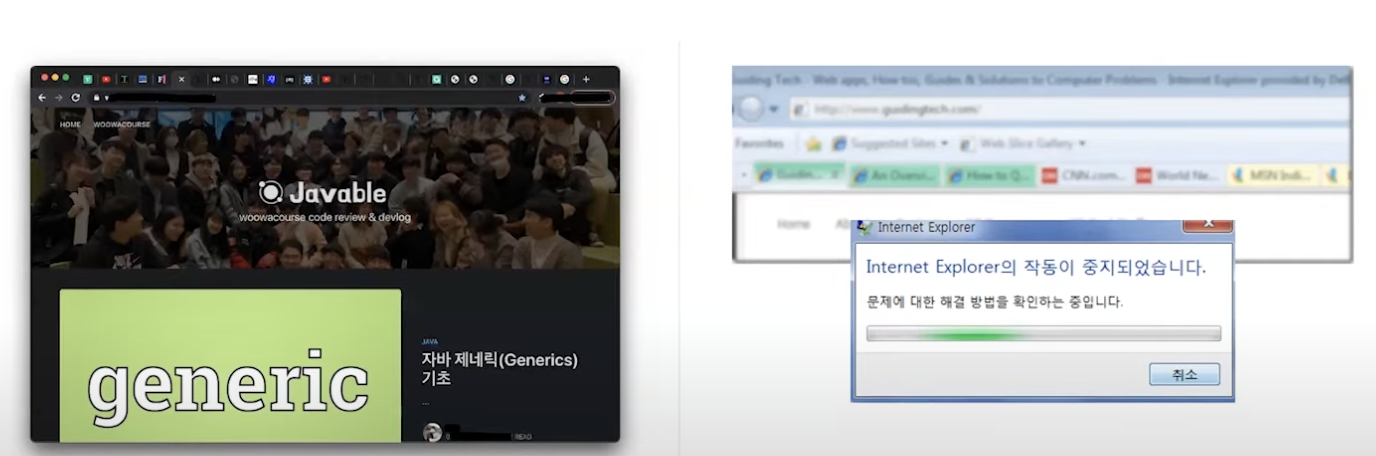 HOME WOOWACOURSE
Javable
woowacourse code review & devlog
generic
JAVA
자바 제네릭(Generics)
기초
...
READ
Guiding Tech - Web apps, How tos, Guides & Solutions to Computer Problems - Internet Explorer provided by Dell
http://www.guidingtech.com/
Favorites Suggested Sites Web Slice Gallery
Guidin... An Overvi... How to Q... CNN.com... World Ne... MSN Indi...
Home
Internet Explorer
Internet Explorer의 작동이 중지되었습니다.
문제에 대한 해결 방법을 확인하는 중입니다.
취소